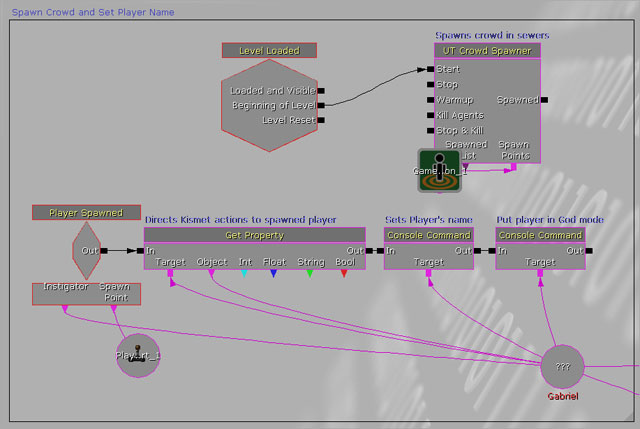 Spawn Crowd and Set Player Name
Spawns crowd in sewers
Level Loaded
UT Crowd Spawner
Loaded and Visible
Beginning of Level
Level Reset
Start
Stop
Warmup
Spawned
Kill Agents
Stop & Kill
Spawned List
Spawn Points
Game...on_1
Player Spawned
Out
Instigator
Spawn Point
Play...rt_1
Directs Kismet actions to spawned player
Get Property
In
Out
Target Object Int Float String Bool
Sets Player's name
Console Command
In
Out
Target
Put player in God mode
Console Command
In
Out
Target
???
Gabriel